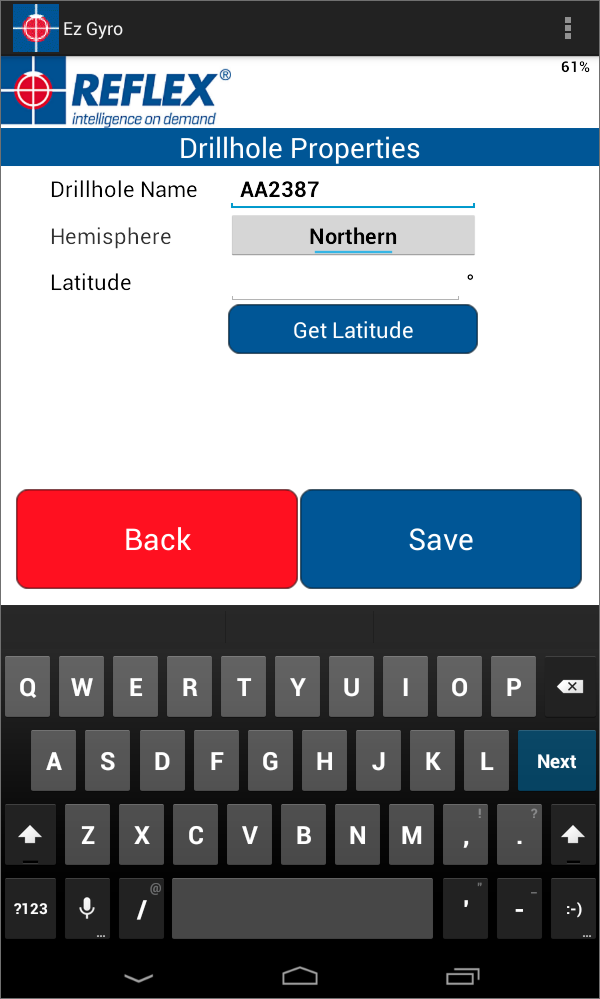 Ez Gyro
61%
REFLEX®
intelligence on demand
Drillhole Properties
Drillhole Name AA2387
Hemisphere Northern
Latitude °
Get Latitude
Back Save
Q W E R T Y U I O P
A S D F G H J K L Next
! ?
Z X C V B N M , .
@ " _
?123 / ' - :-)
... ...